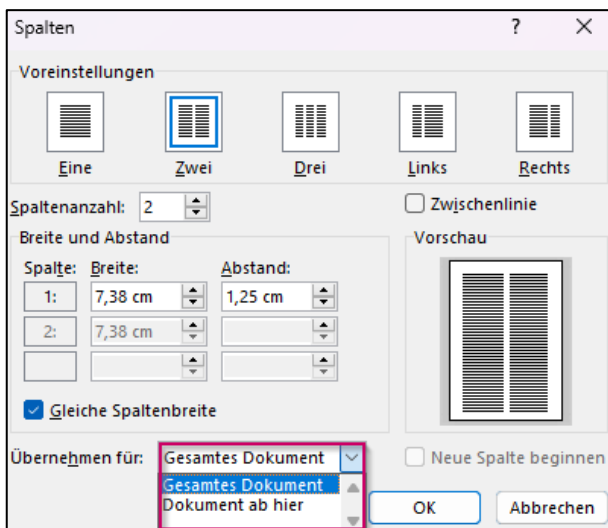 Spalten ?
Voreinstellungen
Eine Zwei Drei Links Rechts
Spaltenanzahl: 2 Zwischenlinie
Breite und Abstand Vorschau
Spalte: Breite: Abstand:
1: 7,38 cm 1,25 cm
2: 7,38 cm
Gleiche Spaltenbreite
Übernehmen für: Gesamtes Dokument Neue Spalte beginnen
Gesamtes Dokument
Dokument ab hier OK Abbrechen